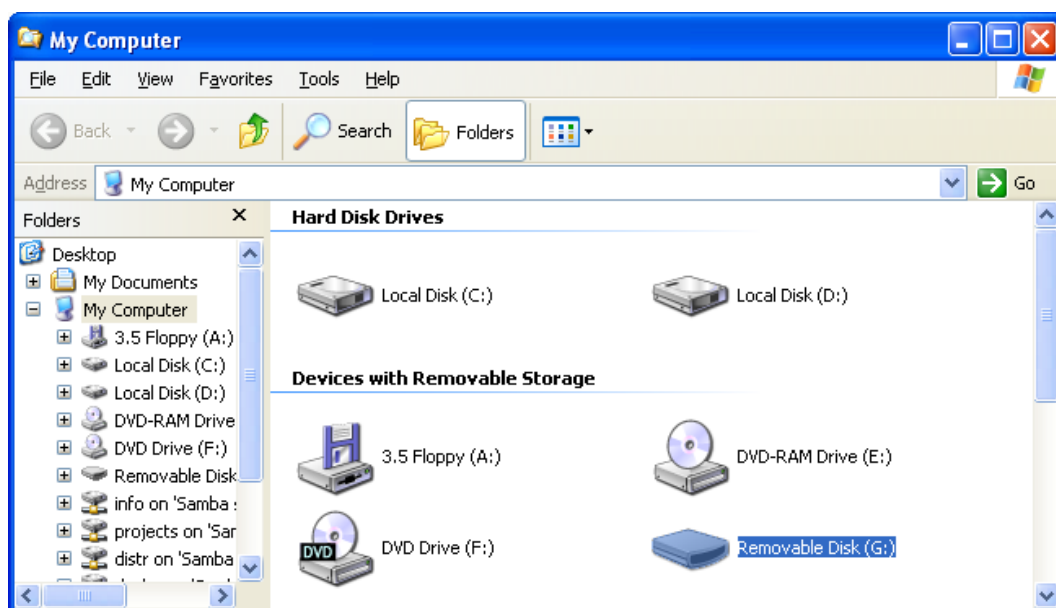 My Computer
File Edit View Favorites Tools Help
Back Search Folders
Address My Computer Go
Folders
Desktop
My Documents
My Computer
3.5 Floppy (A:)
Local Disk (C:)
Local Disk (D:)
DVD-RAM Drive
DVD Drive (F:)
Removable Disk
info on 'Samba
projects on 'Sam
distr on 'Samba
Hard Disk Drives
Local Disk (C:) Local Disk (D:)
Devices with Removable Storage
3.5 Floppy (A:) DVD-RAM Drive (E:)
DVD
DVD Drive (F:) Removable Disk (G:)